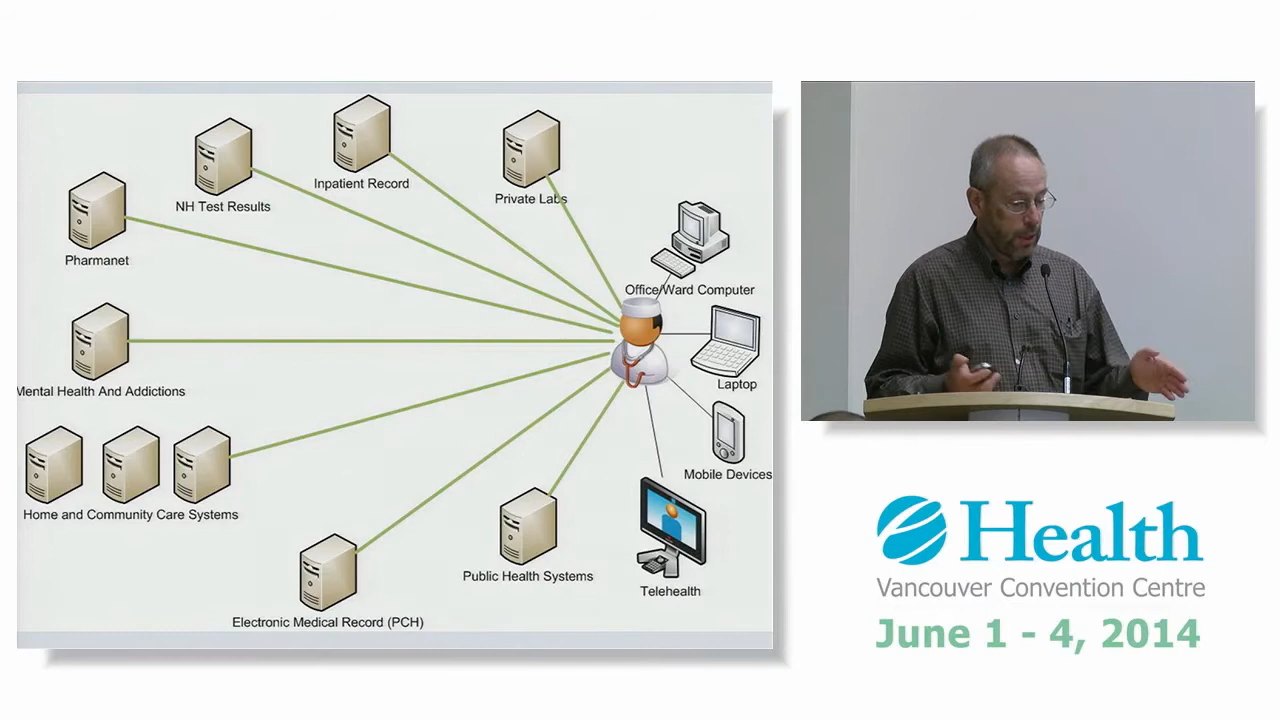 Inpatient Record
Private Labs
NH Test Results
Pharmanet
Office/Ward Computer
Laptop
Mental Health And Addictions
Mobile Devices
Home and Community Care Systems
Public Health Systems
Telehealth
Electronic Medical Record (PCH)
eHealth
Vancouver Convention Centre
June 1 - 4, 2014